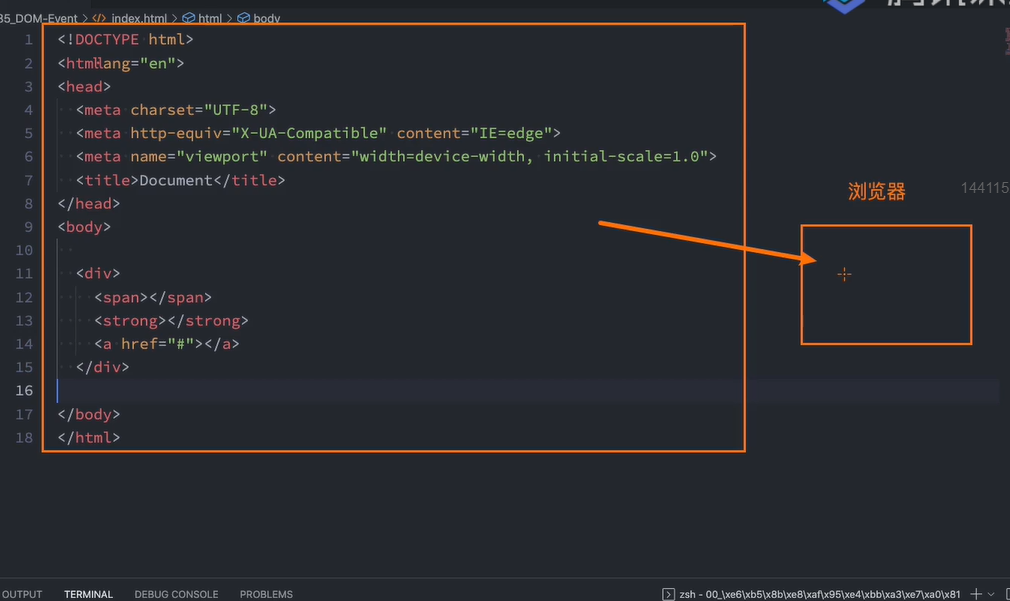 35_DOM-Event > index.html > html > body
1 <!DOCTYPE html>
2 <html lang="en">
3 <head>
4 <meta charset="UTF-8">
5 <meta http-equiv="X-UA-Compatible" content="IE=edge">
6 <meta name="viewport" content="width=device-width, initial-scale=1.0">
7 <title>Document</title>
8 </head>
9 <body>
10
11 <div>
12 <span></span>
13 <strong></strong>
14 <a href="#"></a>
15 </div>
16
17 </body>
18 </html>
浏览器
144115
OUTPUT TERMINAL DEBUG CONSOLE PROBLEMS
zsh - 00_\xe6\xb5\x8b\xe8\xaf\x95\xe4\xbb\xa3\xe7\xa0\x81